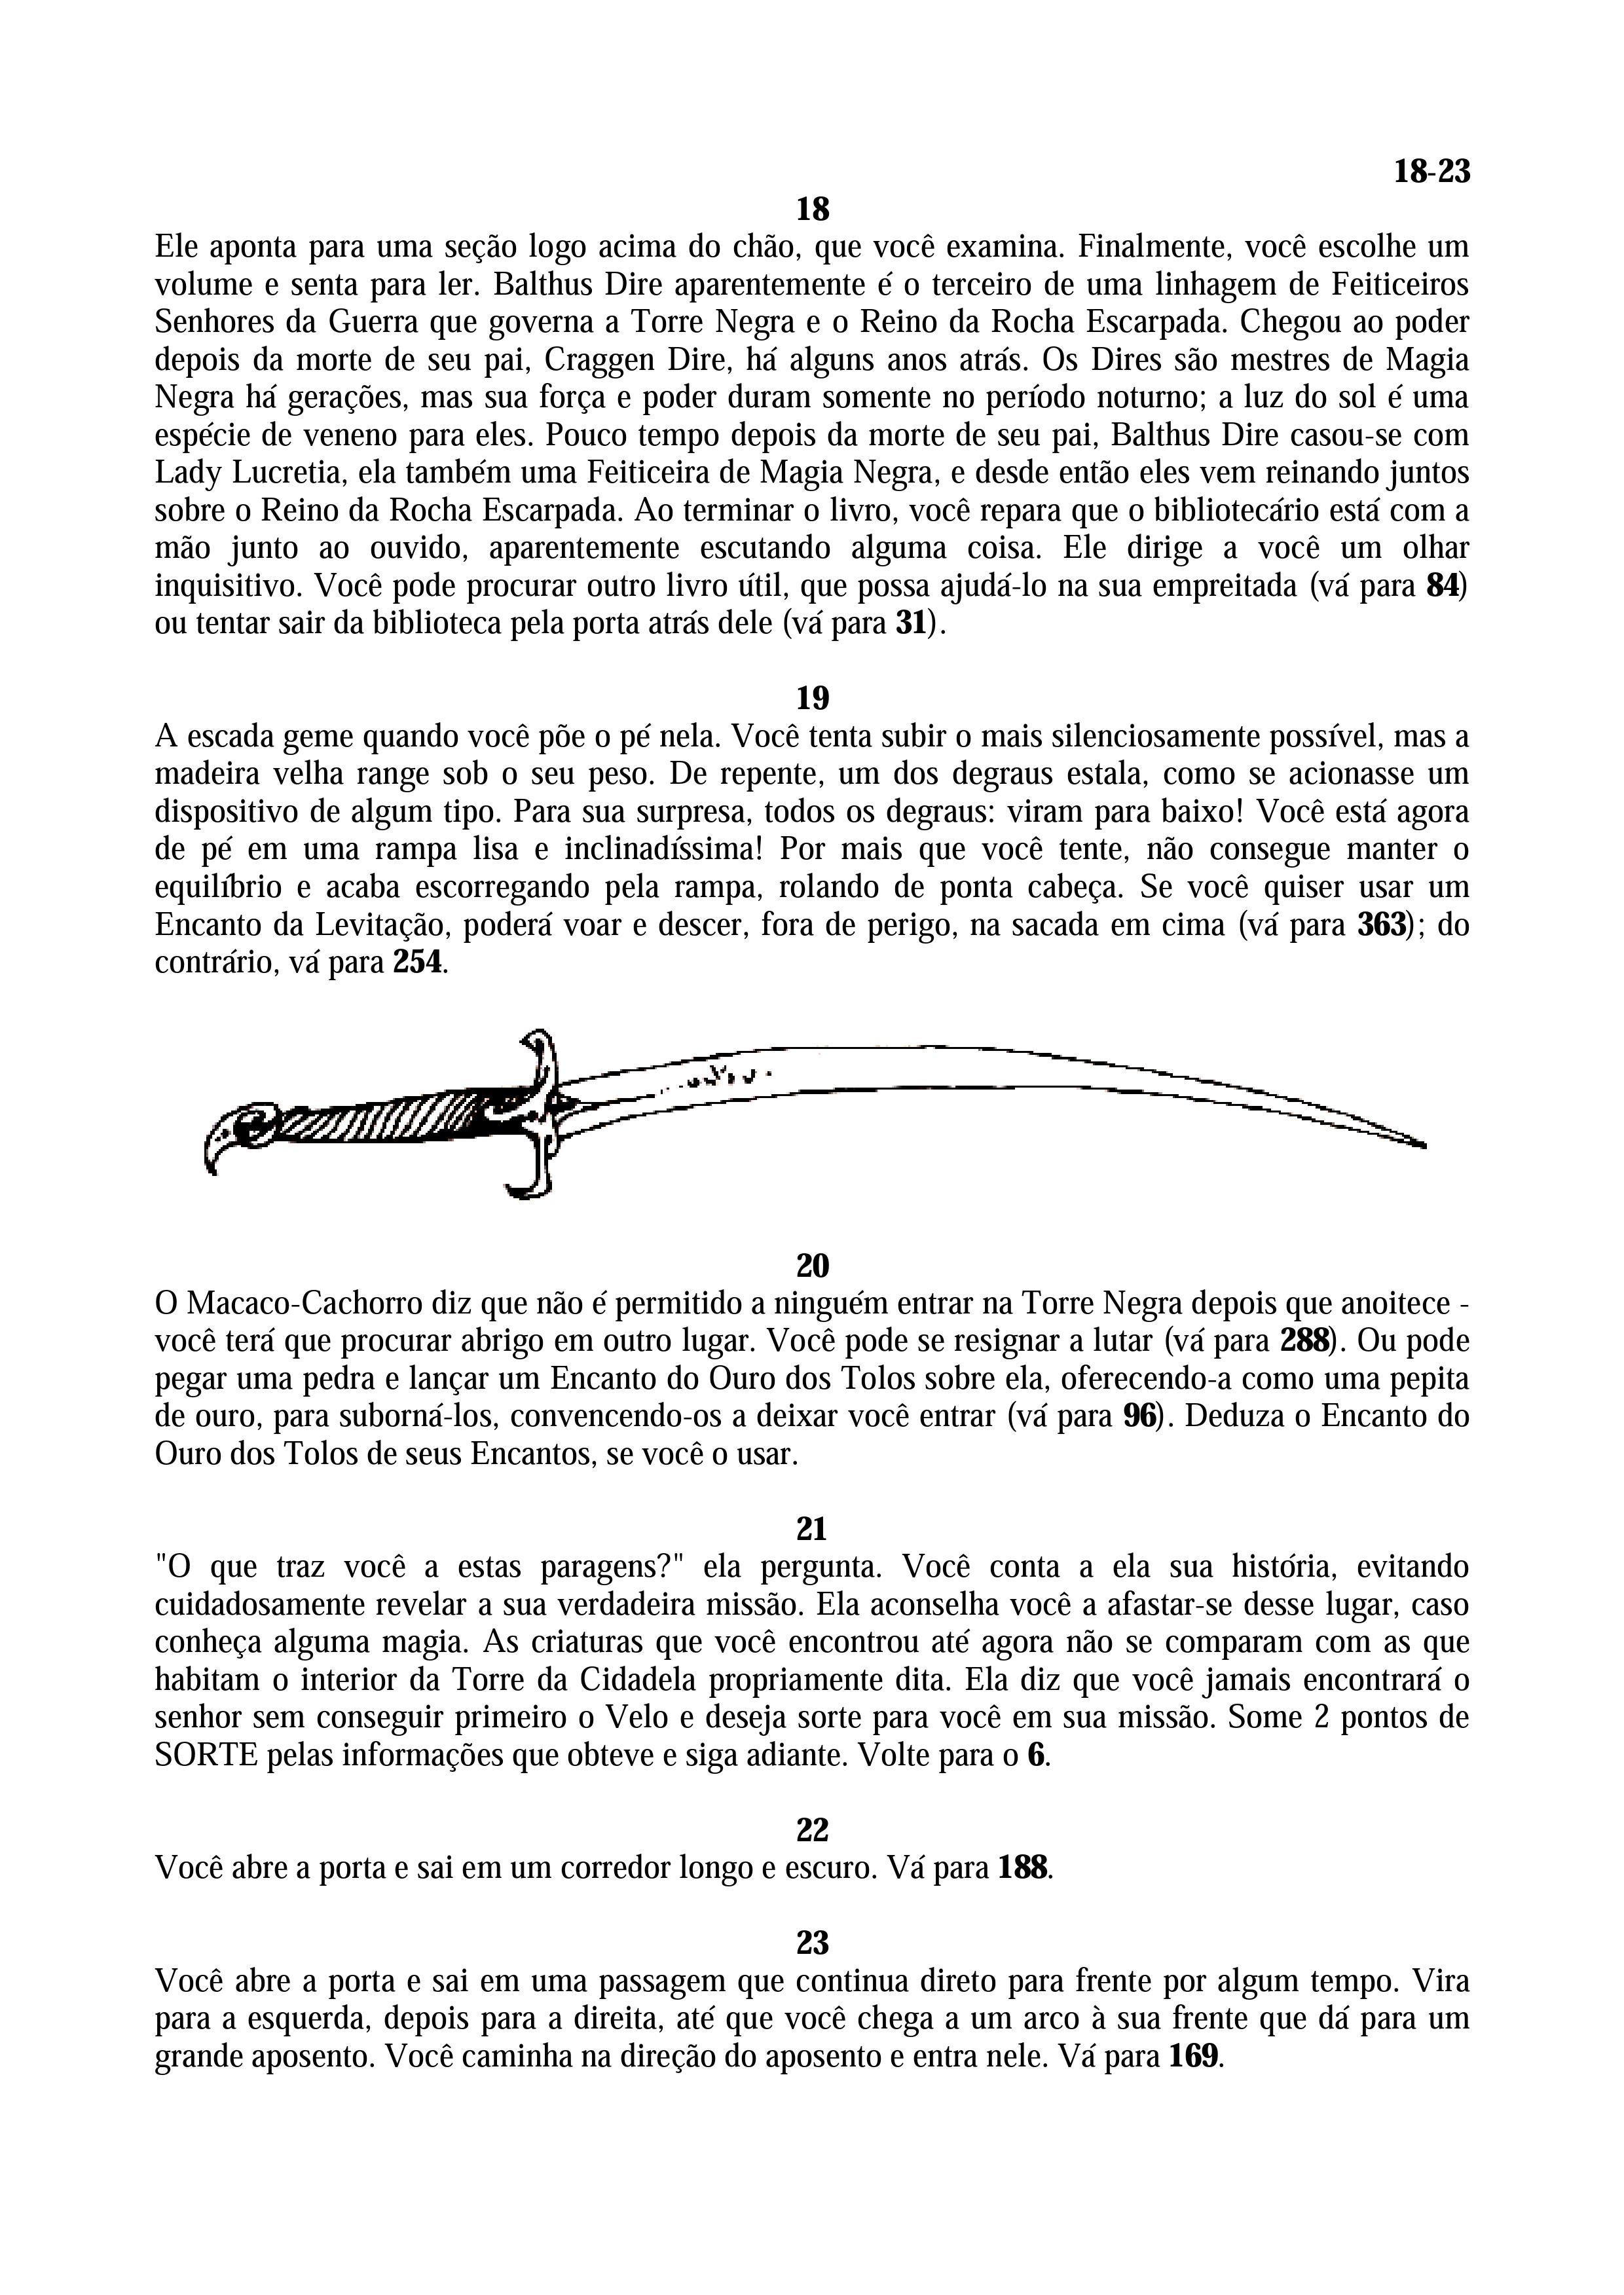 18-23
18
Ele aponta para uma seção logo acima do chão, que você examina. Finalmente, você escolhe um
volume e senta para ler. Balthus Dire aparentemente é o terceiro de uma linhagem de Feiticeiros
Senhores da Guerra que governa a Torre Negra e o Reino da Rocha Escarpada. Chegou ao poder
depois da morte de seu pai, Craggen Dire, há alguns anos atrás. Os Dires são mestres de Magia
Negra há gerações, mas sua força e poder duram somente no período noturno; a luz do sol é uma
espécie de veneno para eles. Pouco tempo depois da morte de seu pai, Balthus Dire casou-se com
Lady Lucretia, ela também uma Feiticeira de Magia Negra, e desde então eles vem reinando juntos
sobre o Reino da Rocha Escarpada. Ao terminar o livro, você repara que o bibliotecário está com a
mão junto ao ouvido, aparentemente escutando alguma coisa. Ele dirige a você um olhar
inquisitivo. Você pode procurar outro livro útil, que possa ajudá-lo na sua empreitada (vá para 84)
ou tentar sair da biblioteca pela porta atrás dele (vá para 31).
19
A escada geme quando você põe o pé nela. Você tenta subir o mais silenciosamente possível, mas a
madeira velha range sob o seu peso. De repente, um dos degraus estala, como se acionasse um
dispositivo de algum tipo. Para sua surpresa, todos os degraus: viram para baixo! Você está agora
de pé em uma rampa lisa e inclinadíssima! Por mais que você tente, não consegue manter o
equilíbrio e acaba escorregando pela rampa, rolando de ponta cabeça. Se você quiser usar um
Encanto da Levitação, poderá voar e descer, fora de perigo, na sacada em cima (vá para 363); do
contrário, vá para 254.
20
O Macaco-Cachorro diz que não é permitido a ninguém entrar na Torre Negra depois que anoitece -
você terá que procurar abrigo em outro lugar. Você pode se resignar a lutar (vá para 288). Ou pode
pegar uma pedra e lançar um Encanto do Ouro dos Tolos sobre ela, oferecendo-a como uma pepita
de ouro, para suborná-los, convencendo-os a deixar você entrar (vá para 96). Deduza o Encanto do
Ouro dos Tolos de seus Encantos, se você o usar.
21
"O que traz você a estas paragens?" ela pergunta. Você conta a ela sua história, evitando
cuidadosamente revelar a sua verdadeira missão. Ela aconselha você a afastar-se desse lugar, caso
conheça alguma magia. As criaturas que você encontrou até agora não se comparam com as que
habitam o interior da Torre da Cidadela propriamente dita. Ela diz que você jamais encontrará o
senhor sem conseguir primeiro o Velo e deseja sorte para você em sua missão. Some 2 pontos de
SORTE pelas informações que obteve e siga adiante. Volte para o 6.
22
Você abre a porta e sai em um corredor longo e escuro. Vá para 188.
23
Você abre a porta e sai em uma passagem que continua direto para frente por algum tempo. Vira
para a esquerda, depois para a direita, até que você chega a um arco à sua frente que dá para um
grande aposento. Você caminha na direção do aposento e entra nele. Vá para 169.